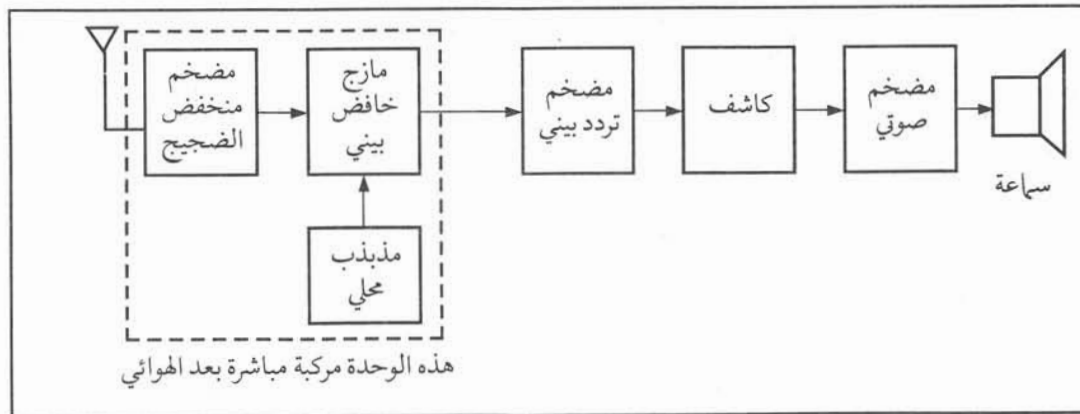 مضخم
منخفض
الضجيج
مازج
خافض
بيني
مضخم
تردد بيني
كاشف
مضخم
صوتي
سماعة
مذبذب
محلي
هذه الوحدة مركبة مباشرة بعد الهوائي